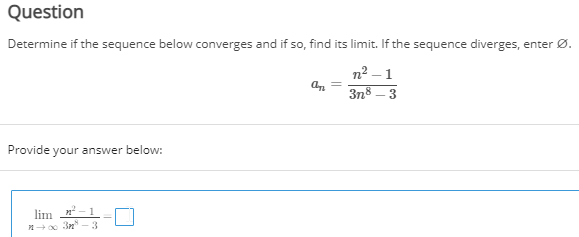 Question
Determine if the sequence below converges and if so, find its limit. If the sequence diverges, enter Ø.
aₙ = (n² − 1)/(3n⁸ − 3)
Provide your answer below:
lim n→∞ (n² − 1)/(3n⁸ − 3) =